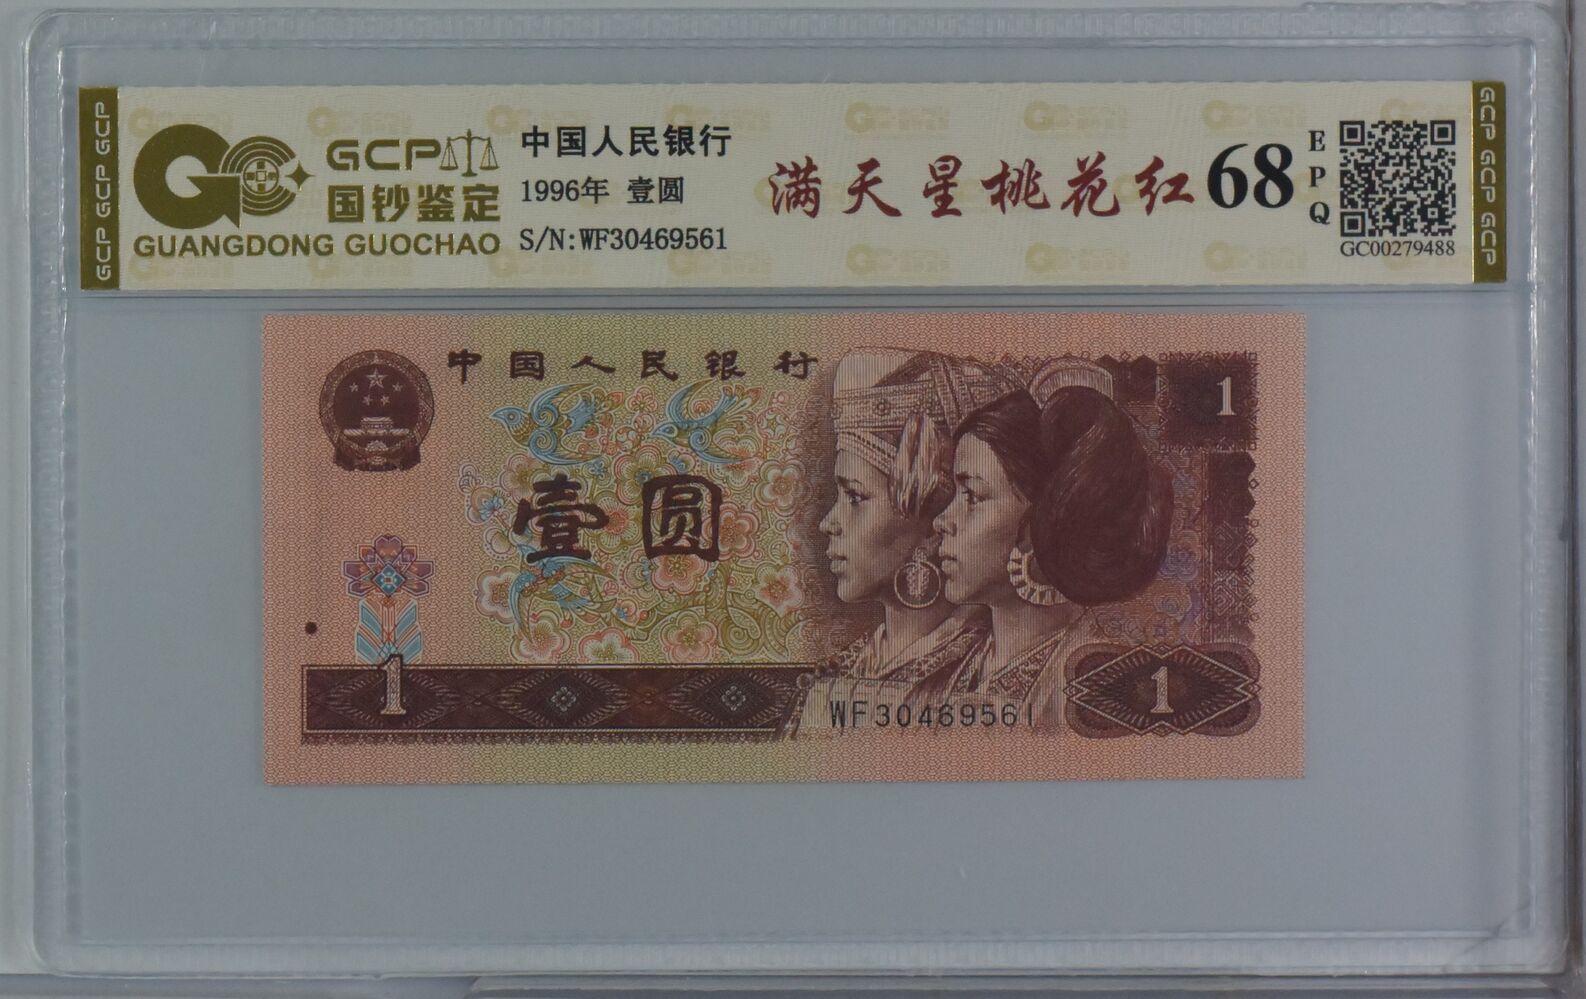 GCP GCP GCP
GCP
国钞鉴定
GUANGDONG GUOCHAO
中国人民银行
1996年 壹圆
S/N:WF30469561
满天星桃花红
68
EPQ
GC00279488
GCP GCP GCP
中国人民银行
1
壹圆
1
WF30469561
1